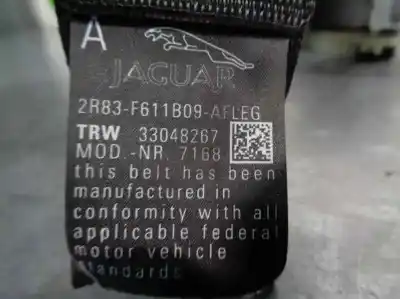 A
JAGUAR
2R83-F611B09-AFLEG
TRW 33048267
MOD.-NR. 7168
this belt has been
manufactured in
conformity with all
applicable federal
motor vehicle
standards